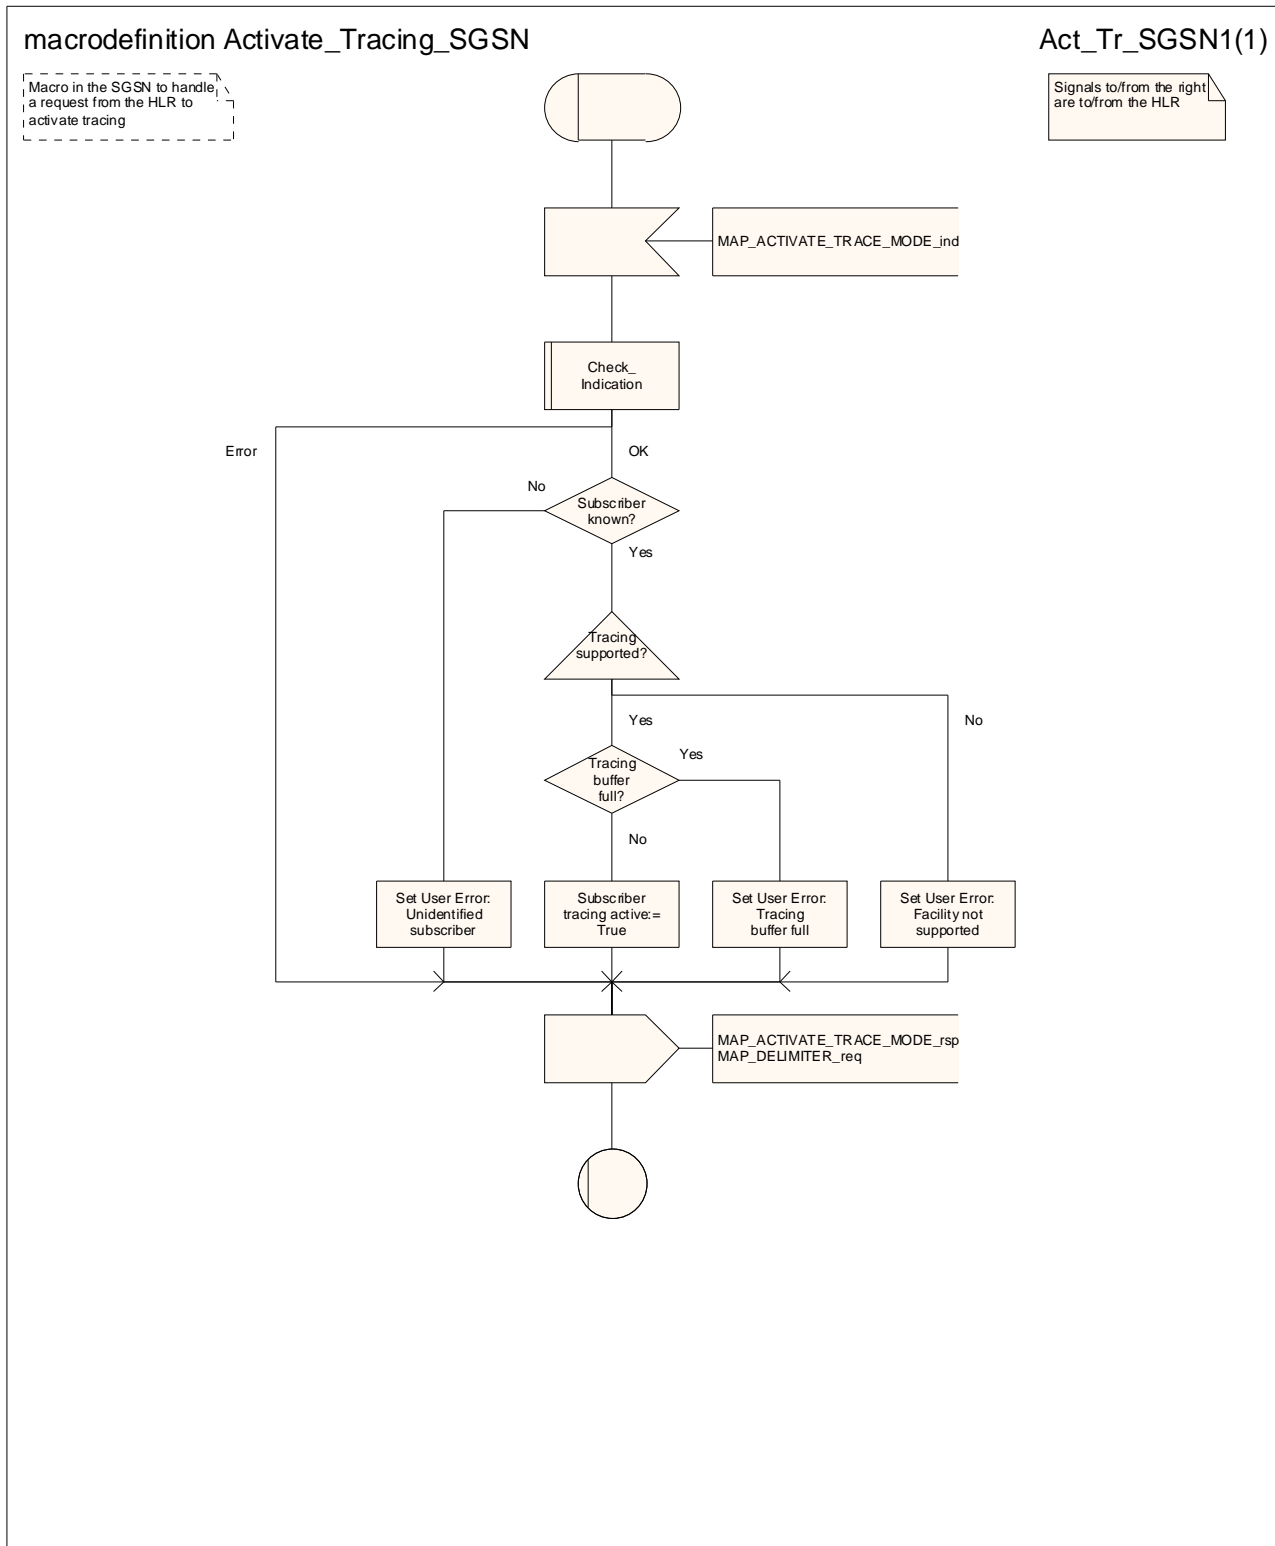 macrodefinition Activate_Tracing_SGSN
Act_Tr_SGSN1(1)
Macro in the SGSN to handle
a request from the HLR to
activate tracing
Signals to/from the right
are to/from the HLR
MAP_ACTIVATE_TRACE_MODE_ind
Check_
Indication
Error
OK
No
Subscriber
known?
Yes
Tracing
supported?
Yes
No
Yes
Tracing
buffer
full?
No
Set User Error:
Unidentified
subscriber
Subscriber
tracing active:=
True
Set User Error:
Tracing
buffer full
Set User Error:
Facility not
supported
MAP_ACTIVATE_TRACE_MODE_rsp
MAP_DELIMITER_req